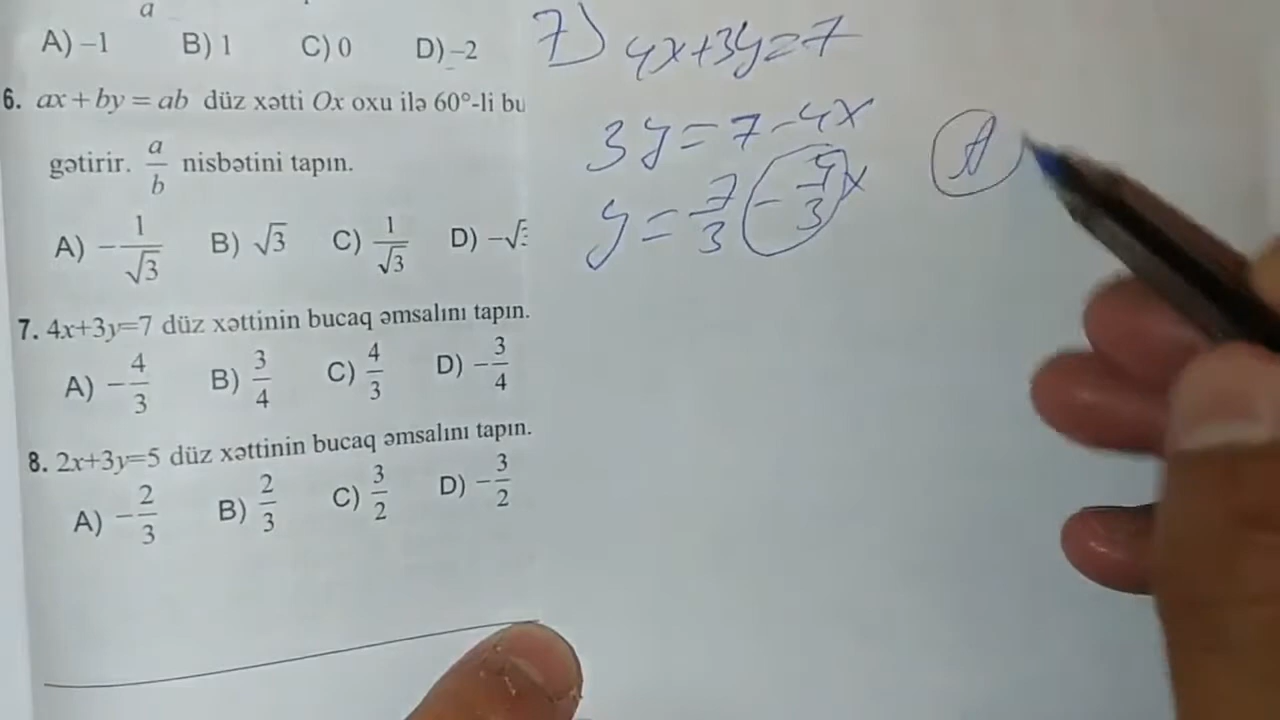 a
A) –1 B) 1 C) 0 D) –2
6. ax + by = ab düz xətti Ox oxu ilə 60°-li bu
gətirir. a/b nisbətini tapın.
A) –1/√3 B) √3 C) 1/√3 D) –√3
7. 4x+3y=7 düz xəttinin bucaq əmsalını tapın.
A) –4/3 B) 3/4 C) 4/3 D) –3/4
8. 2x+3y=5 düz xəttinin bucaq əmsalını tapın.
A) –2/3 B) 2/3 C) 3/2 D) –3/2
7) 4x+3y=7
3y=7-4x
y=7/3-4/3x
A